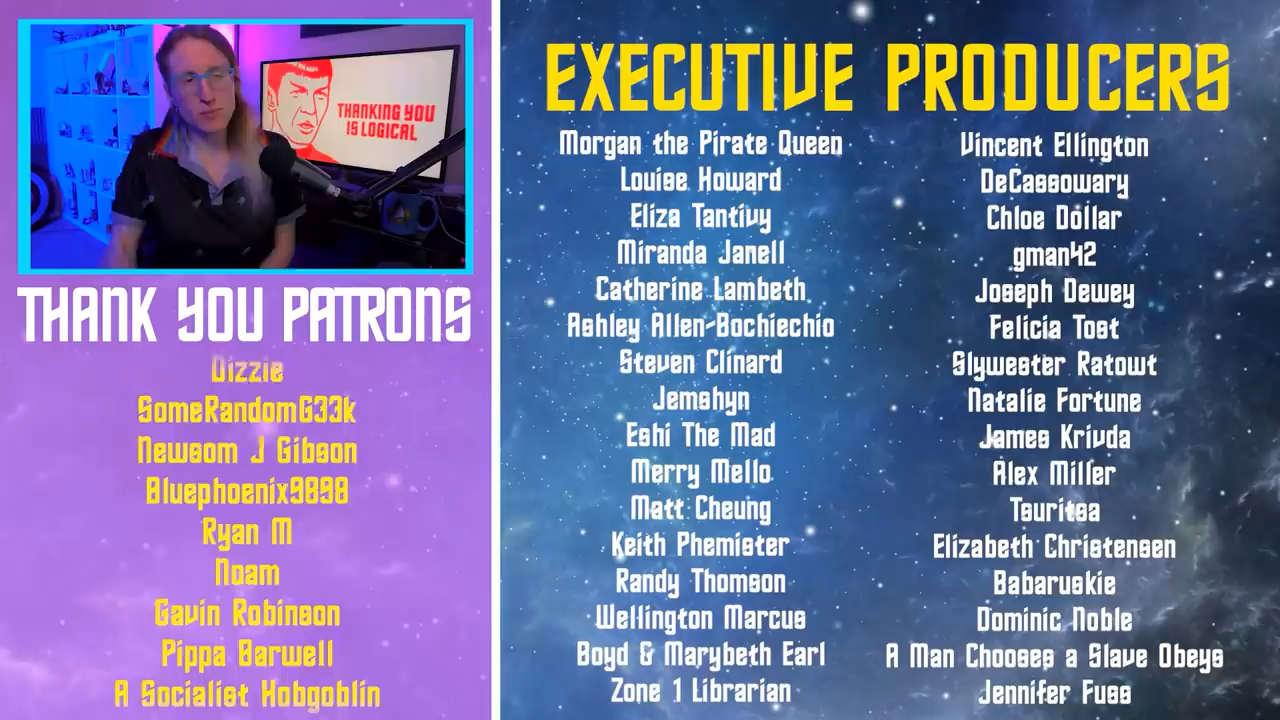 THANKING YOU
IS LOGICAL
THANK YOU PATRONS
Dizzie
SomeRandomG33k
Newsom J Gibson
Bluephoenix9898
Ryan M
Noam
Gavin Robinson
Pippa Barwell
A Socialist Hobgoblin
EXECUTIVE PRODUCERS
Morgan the Pirate Queen
Louise Howard
Eliza Tantivy
Miranda Janell
Catherine Lambeth
Ashley Allen-Bochiechio
Steven Clinard
Jemshyn
Eshi The Mad
Merry Mello
Matt Cheung
Keith Phemister
Randy Thomson
Wellington Marcus
Boyd & Marybeth Earl
Zone 1 Librarian
Vincent Ellington
DeCassowary
Chloe Dollar
gman42
Joseph Dewey
Felicia Tost
Slywester Ratowt
Natalie Fortune
James Krivda
Alex Miller
Tsuritsa
Elizabeth Christensen
Babaruskie
Dominic Noble
A Man Chooses a Slave Obeys
Jennifer Fuss